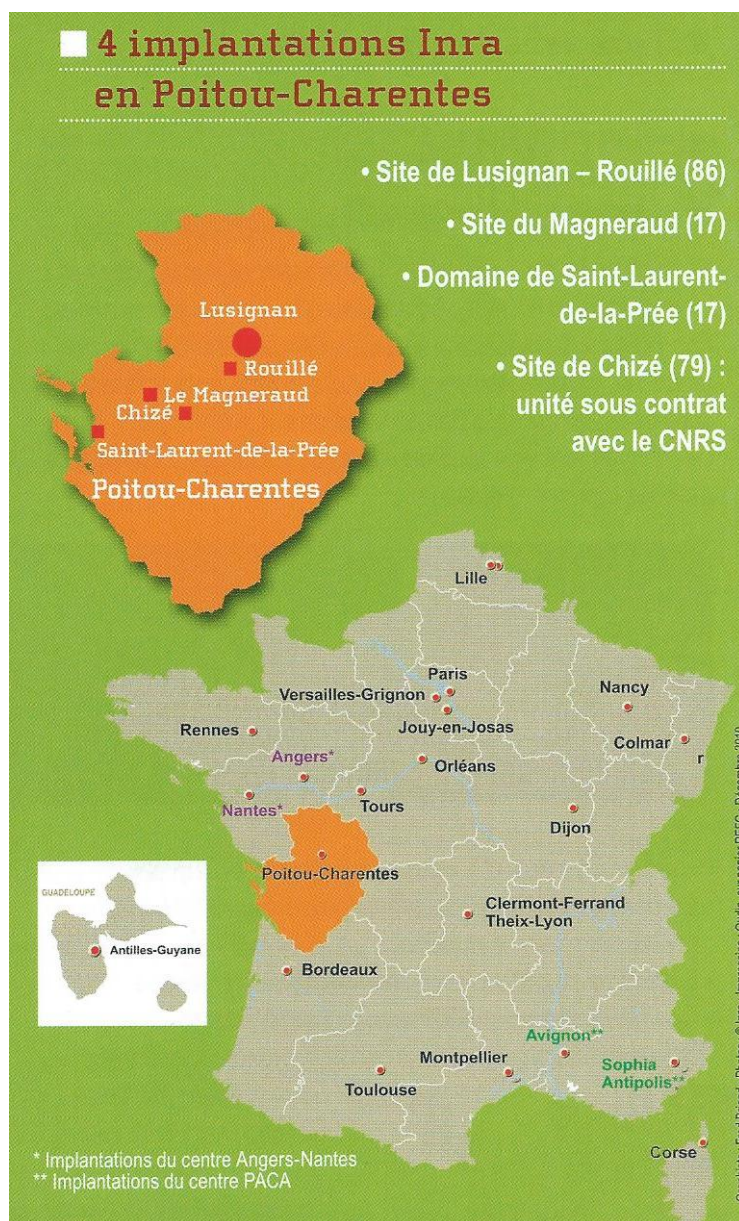 4 implantations Inra
en Poitou-Charentes
• Site de Lusignan – Rouillé (86)
• Site du Magneraud (17)
• Domaine de Saint-Laurent-
de-la-Prée (17)
• Site de Chizé (79) :
unité sous contrat
avec le CNRS
Lusignan
Rouillé
Le Magneraud
Chizé
Saint-Laurent-de-la-Prée
Poitou-Charentes
Lille
Paris
Versailles-Grignon
Jouy-en-Josas
Nancy
Colmar
r
Rennes
Angers*
Orléans
Nantes*
Tours
Dijon
Poitou-Charentes
Clermont-Ferrand
Theix-Lyon
GUADELOUPE
Antilles-Guyane
Bordeaux
Avignon**
Montpellier
Sophia
Antipolis**
Toulouse
Corse
* Implantations du centre Angers-Nantes
** Implantations du centre PACA